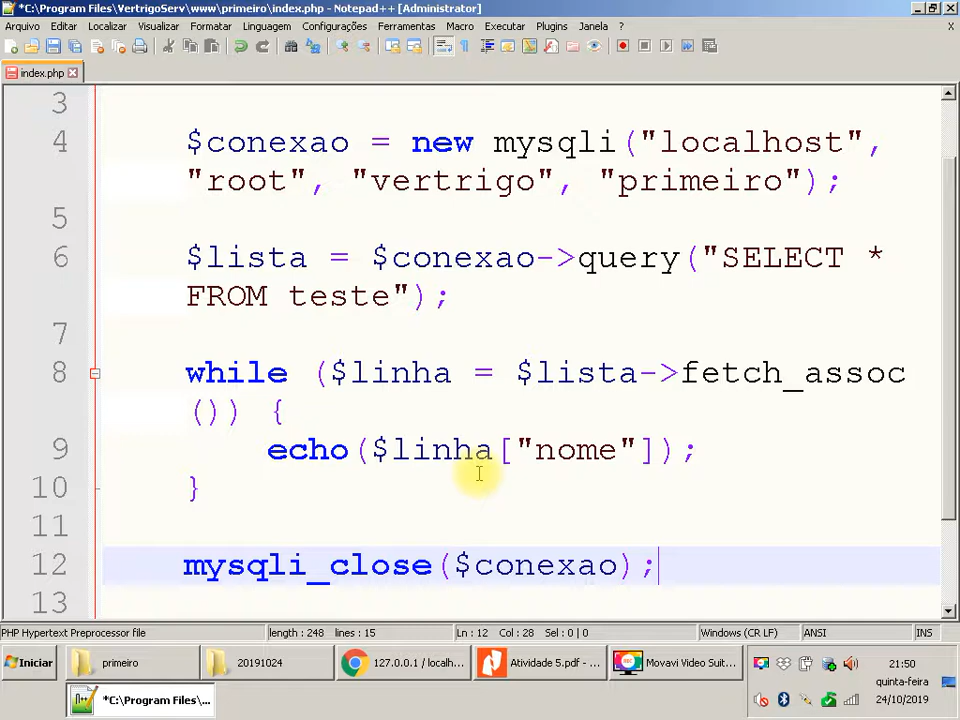 *C:\Program Files\VertrigoServ\www\primeiro\index.php - Notepad++ [Administrator]
Arquivo Editar Localizar Visualizar Formatar Linguagem Configurações Ferramentas Macro Executar Plugins Janela ? X
index.php
3
4 $conexao = new mysqli("localhost",
"root", "vertrigo", "primeiro");
5
6 $lista = $conexao->query("SELECT *
FROM teste");
7
8 while ($linha = $lista->fetch_assoc
()) {
9 echo($linha["nome"]);
10 }
11
12 mysqli_close($conexao);
13
PHP Hypertext Preprocessor file length : 248 lines : 15 Ln : 12 Col : 28 Sel : 0 | 0 Windows (CR LF) ANSI INS
Iniciar primeiro 20191024 127.0.0.1 / localh... Atividade 5.pdf - ... Movavi Video Suit... 21:50
quinta-feira
*C:\Program Files\... 24/10/2019